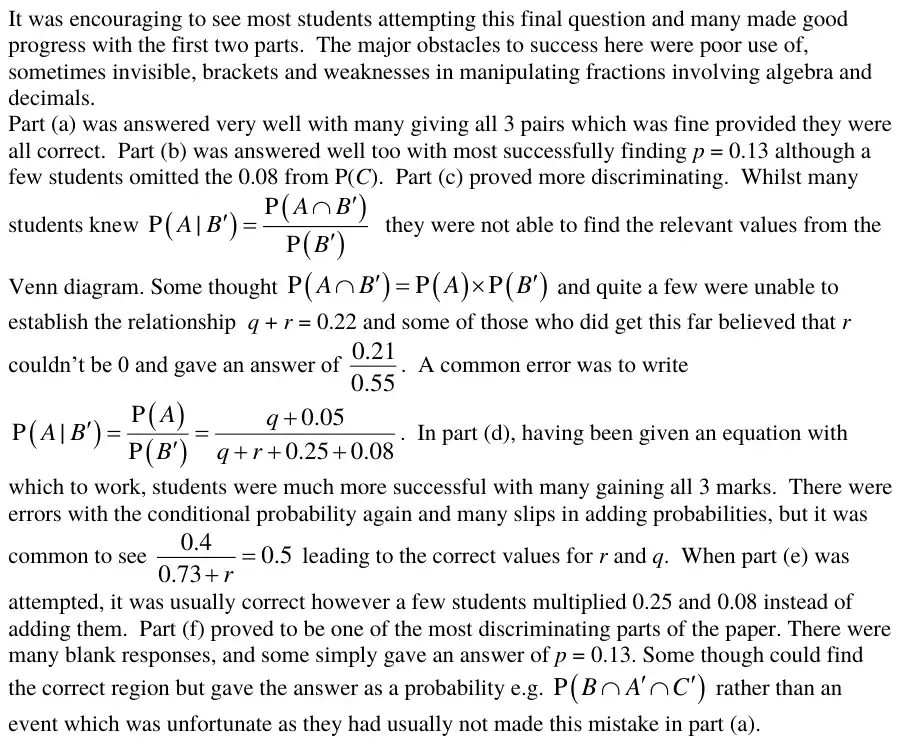 It was encouraging to see most students attempting this final question and many made good
progress with the first two parts.  The major obstacles to success here were poor use of,
sometimes invisible, brackets and weaknesses in manipulating fractions involving algebra and
decimals.
Part (a) was answered very well with many giving all 3 pairs which was fine provided they were
all correct.  Part (b) was answered well too with most successfully finding p = 0.13 although a
few students omitted the 0.08 from P(C).  Part (c) proved more discriminating.  Whilst many
students knew P(A | B′) = P(A ∩ B′) / P(B′) they were not able to find the relevant values from the
Venn diagram. Some thought P(A ∩ B′) = P(A) × P(B′) and quite a few were unable to
establish the relationship q + r = 0.22 and some of those who did get this far believed that r
couldn’t be 0 and gave an answer of 0.21 / 0.55 .  A common error was to write
P(A | B′) = P(A) / P(B′) = q + 0.05 / q + r + 0.25 + 0.08 .  In part (d), having been given an equation with
which to work, students were much more successful with many gaining all 3 marks.  There were
errors with the conditional probability again and many slips in adding probabilities, but it was
common to see 0.4 / 0.73 + r = 0.5 leading to the correct values for r and q.  When part (e) was
attempted, it was usually correct however a few students multiplied 0.25 and 0.08 instead of
adding them.  Part (f) proved to be one of the most discriminating parts of the paper. There were
many blank responses, and some simply gave an answer of p = 0.13. Some though could find
the correct region but gave the answer as a probability e.g. P(B ∩ A′ ∩ C′) rather than an
event which was unfortunate as they had usually not made this mistake in part (a).